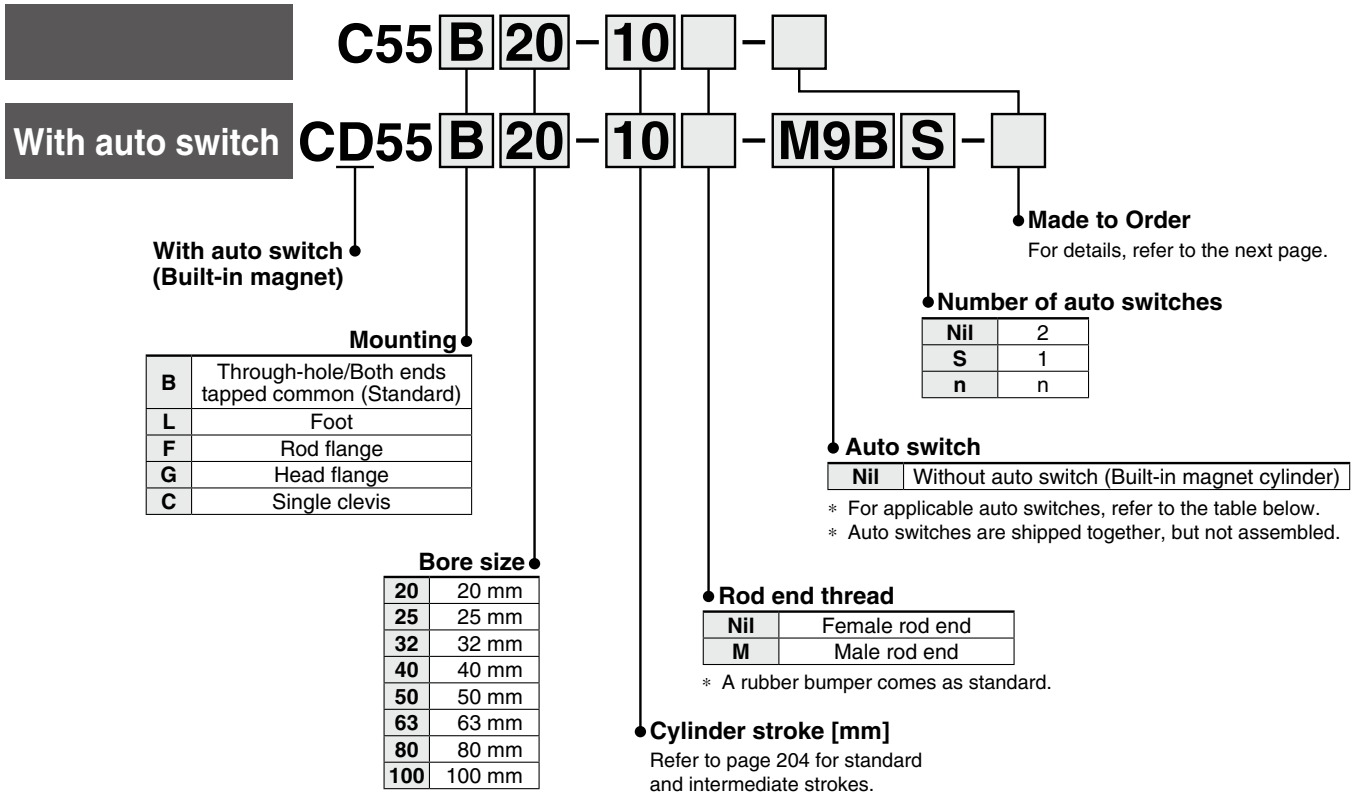 C55 B 20 – 10 –
With auto switch CD55 B 20 – 10 – M9B S –
With auto switch
(Built-in magnet)
Made to Order
For details, refer to the next page.
Number of auto switches
Nil 2
S 1
n n
Mounting
B Through-hole/Both ends
tapped common (Standard)
L Foot
F Rod flange
G Head flange
C Single clevis
Auto switch
Nil Without auto switch (Built-in magnet cylinder)
* For applicable auto switches, refer to the table below.
* Auto switches are shipped together, but not assembled.
Bore size
20 20 mm
25 25 mm
32 32 mm
40 40 mm
50 50 mm
63 63 mm
80 80 mm
100 100 mm
Rod end thread
Nil Female rod end
M Male rod end
* A rubber bumper comes as standard.
Cylinder stroke [mm]
Refer to page 204 for standard
and intermediate strokes.